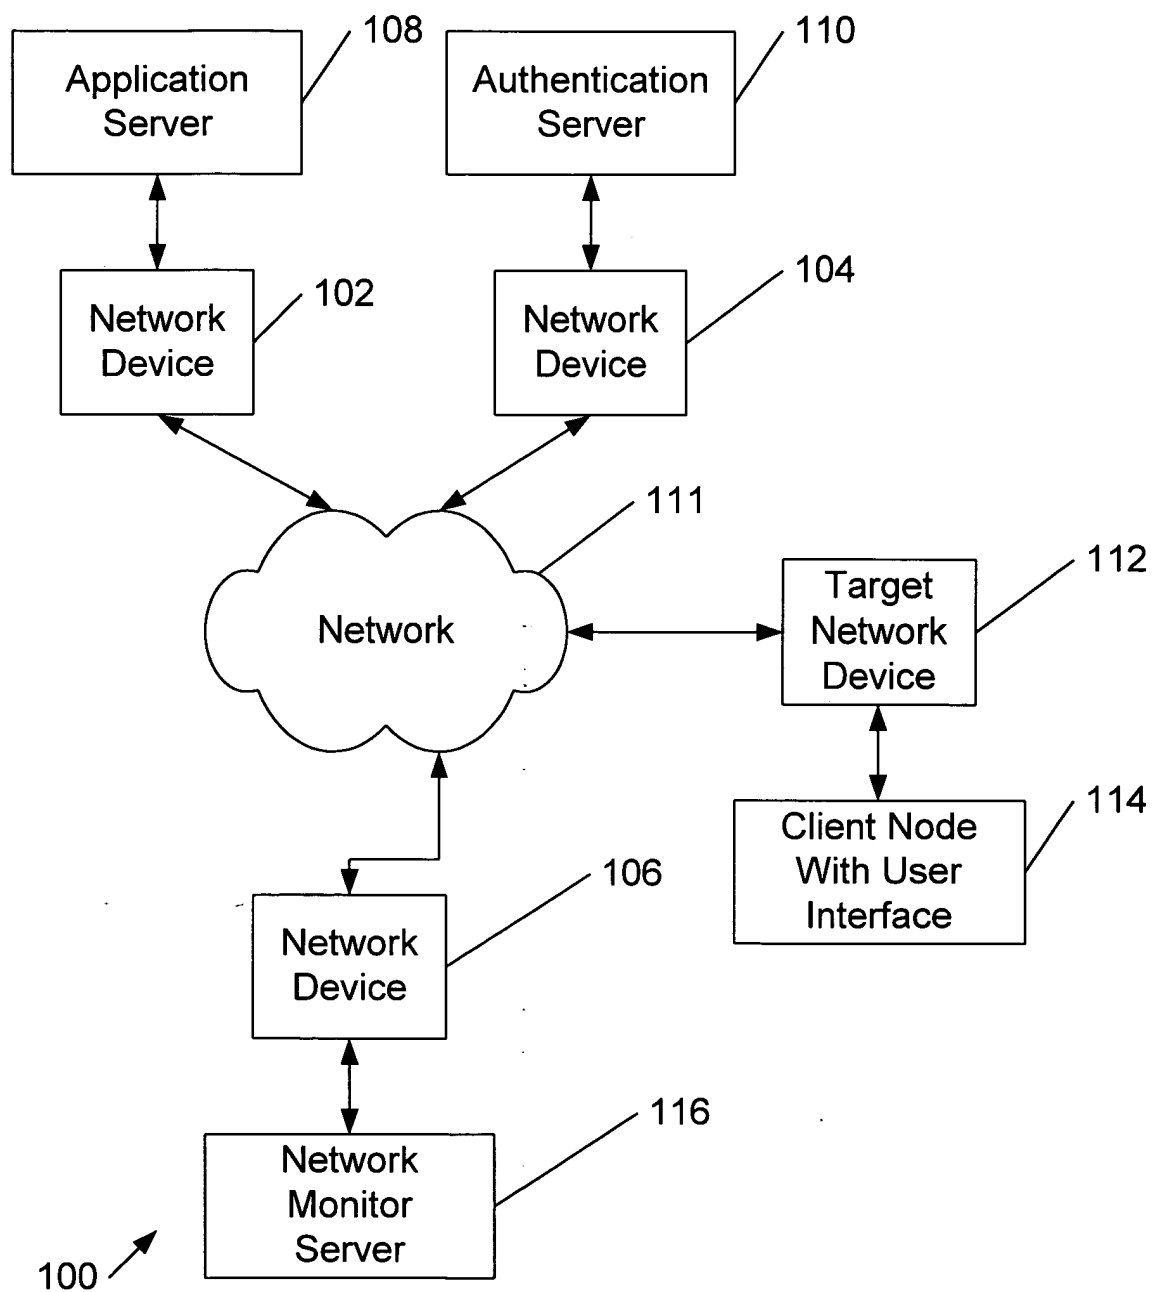 108
Application
Server
110
Authentication
Server
102
Network
Device
104
Network
Device
111
Network
112
Target
Network
Device
114
Client Node
With User
Interface
106
Network
Device
116
Network
Monitor
Server
100